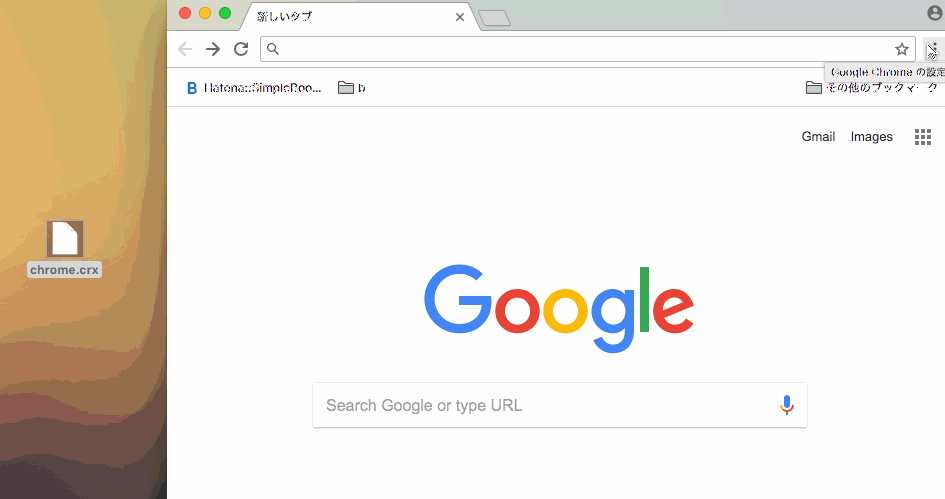 新しいタブ
Google Chrome の設定
B Hatena::SimpleBoo...
b
その他のブックマーク
Gmail
Images
chrome.crx
Google
Search Google or type URL